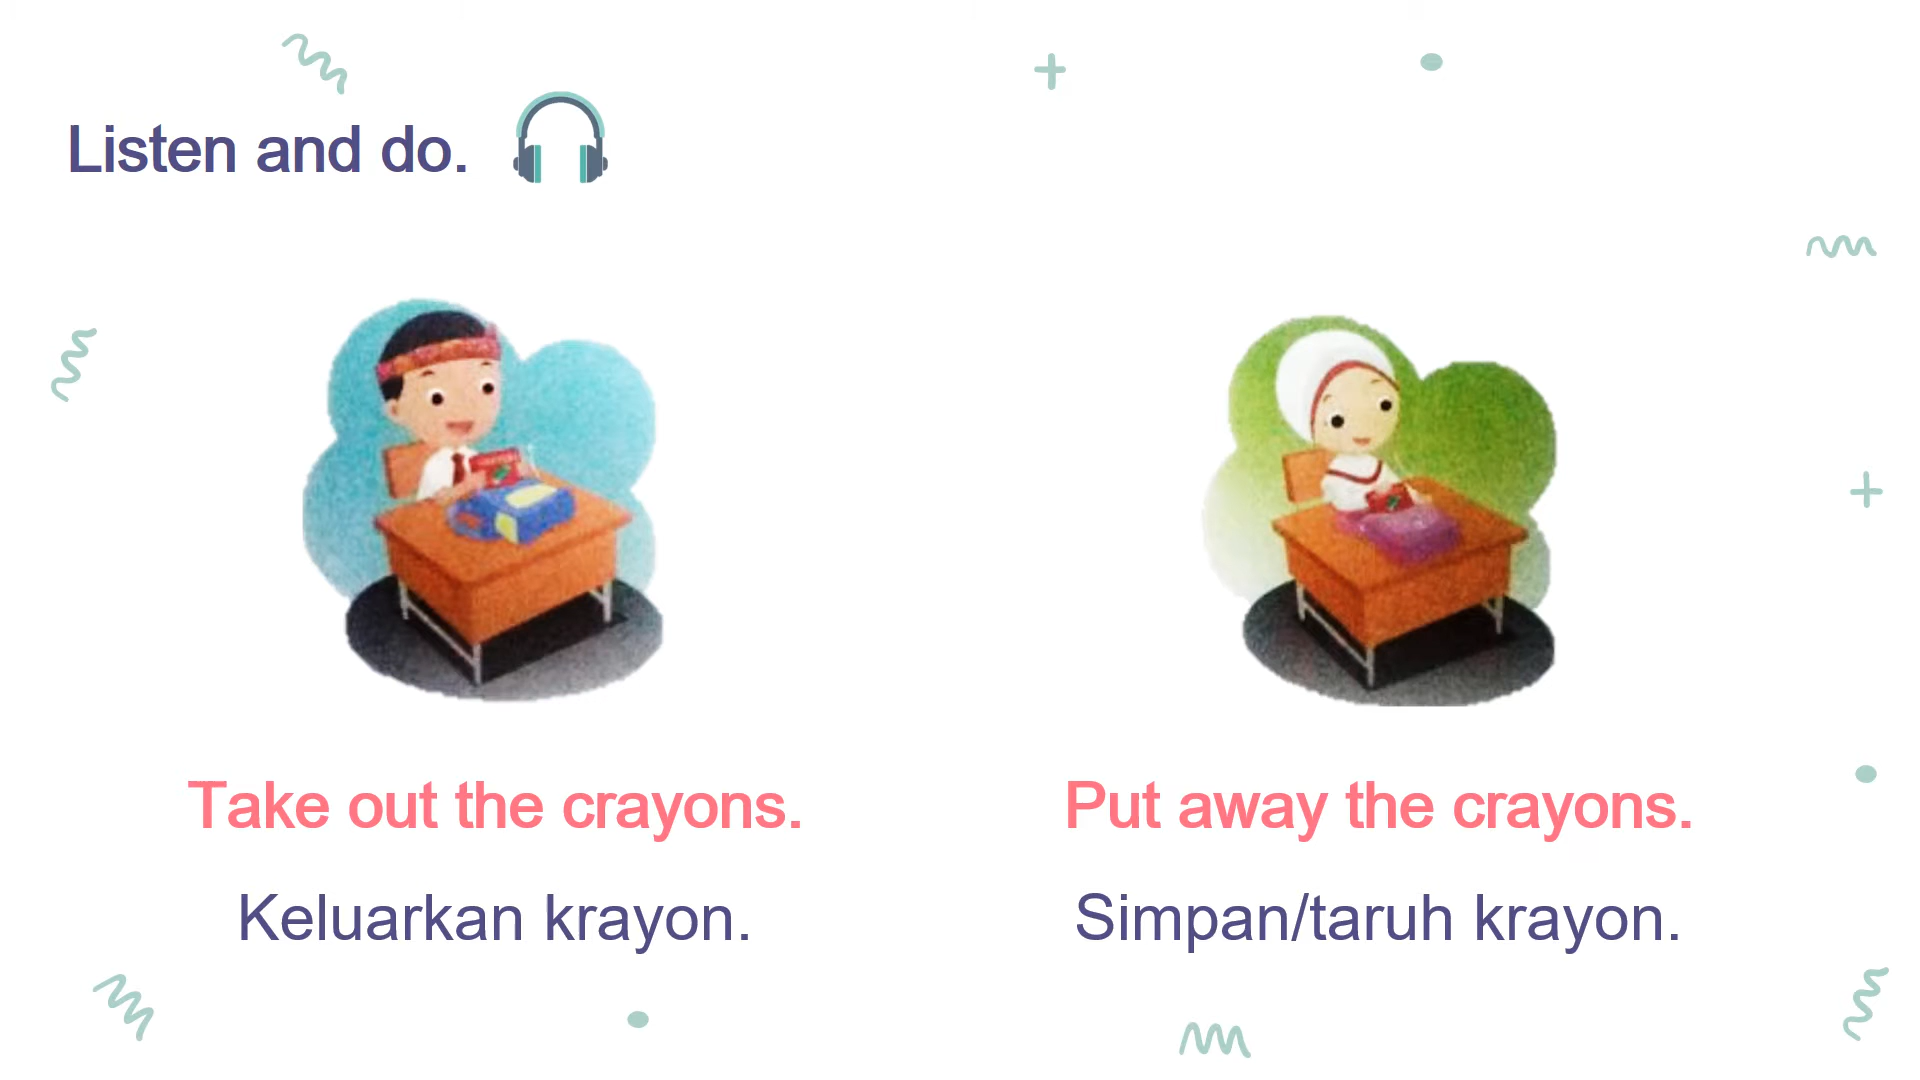 Listen and do.
Take out the crayons.
Keluarkan krayon.
Put away the crayons.
Simpan/taruh krayon.